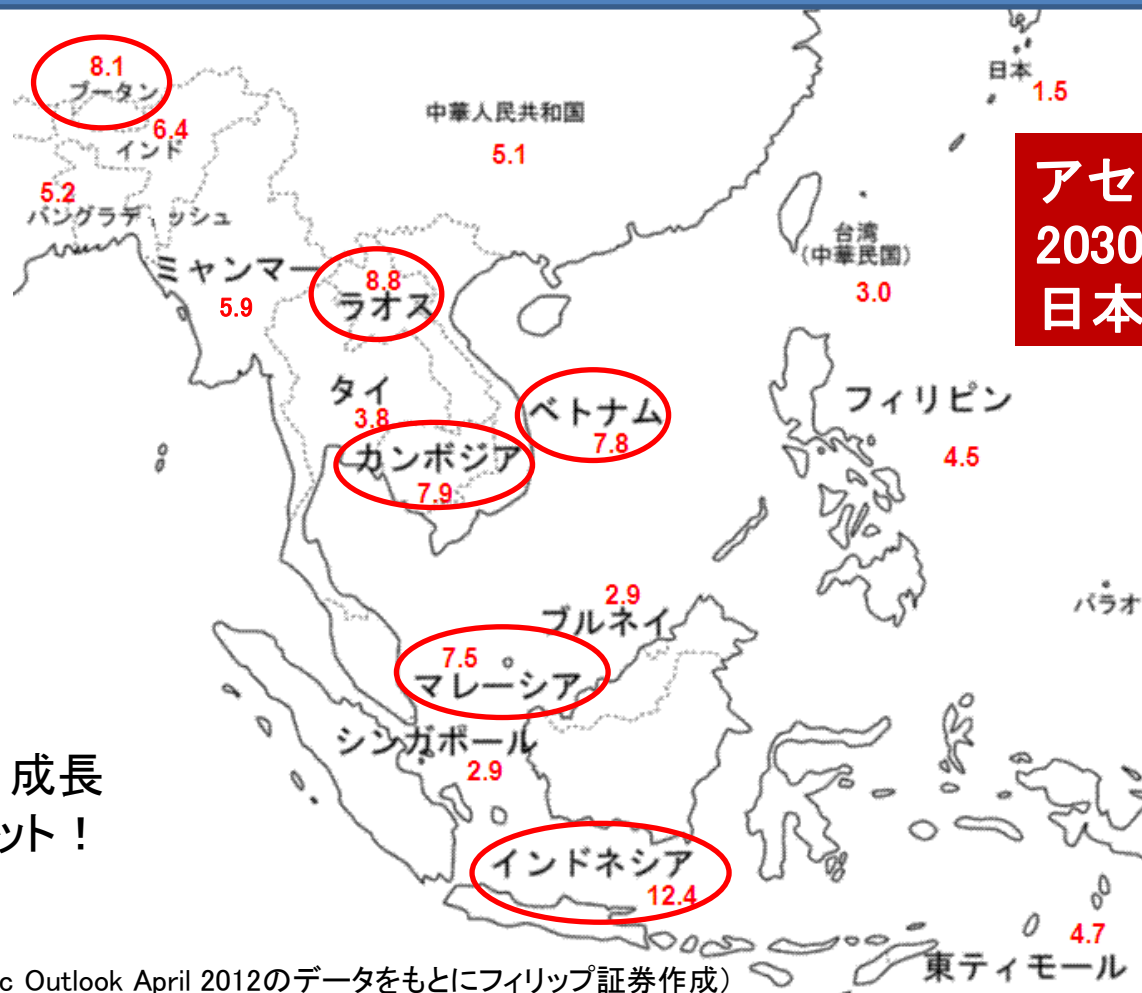 8.1
ブータン
6.4
インド
5.2
バングラデ ッシュ
中華人民共和国
5.1
日本
1.5
アセ
2030
日本
台湾
(中華民国)
3.0
ミャンマー
5.9
8.8
ラオス
タイ
3.8
ベトナム
7.8
カンボジア
7.9
フィリピン
4.5
2.9
ブルネイ
パラオ
7.5
マレーシア
シンガポール
2.9
成長
ット！
インドネシア
12.4
4.7
東ティモール
c Outlook April 2012のデータをもとにフィリップ証券作成）